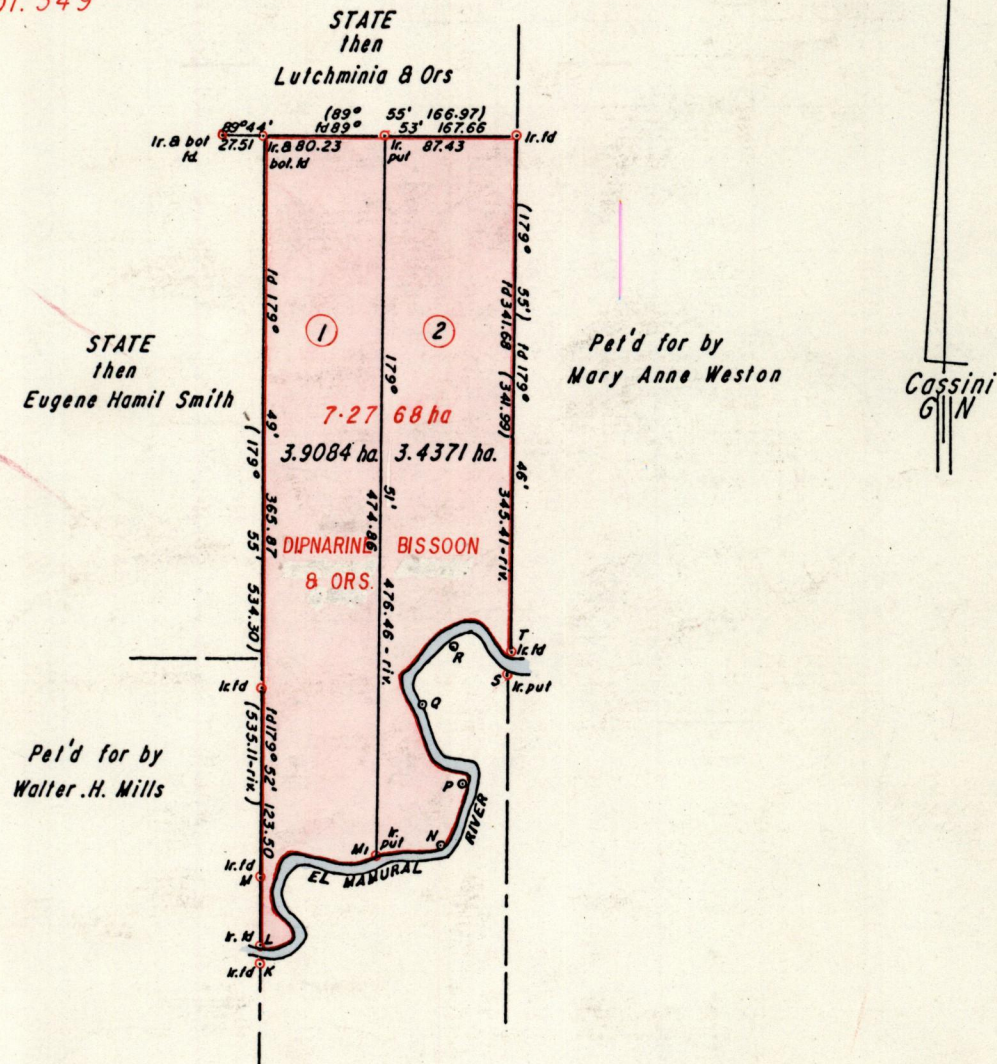 STATE
then
Lutchminia & Ors
(89° 55' 166.97)
89°44' fd 89° 53' 167.66
Ir. & bot fd.
27.51
Ir. & bot. fd
80.23
Ir. put
87.43
Ir. fd
STATE
then
Eugene Hamil Smith
fd 179° 49' 365.87
(179° 55' 534.30)
1
2
179° 51' 474.86
476.46 - riv.
7.27 68 ha
3.9084 ha.
3.4371 ha.
DIPNARINE BISSOON
& ORS.
(179° 55') fd 179° 46' 345.41-riv.
fd 341.68 (341.99)
Pet'd for by
Mary Anne Weston
Cassini
G N
Ir. fd
Pet'd for by
Walter .H. Mills
fd 179° 52' 123.50
(535.11-riv.)
T
Ir. fd
S Ir. put
R
Q
P
N
M1 Ir. put
EL MAMURAL RIVER
Ir. fd
M
Ir. fd L
Ir. fd K